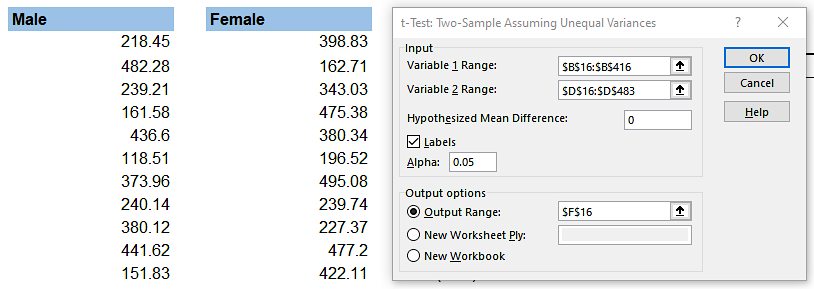 Male Female
218.45 398.83
482.28 162.71
239.21 343.03
161.58 475.38
436.6 380.34
118.51 196.52
373.96 495.08
240.14 239.74
380.12 227.37
441.62 477.2
151.83 422.11
t-Test: Two-Sample Assuming Unequal Variances ?
Input
Variable 1 Range: $B$16:$B$416
Variable 2 Range: $D$16:$D$483
Hypothesized Mean Difference: 0
Labels
Alpha: 0.05
Output options
Output Range: $F$16
New Worksheet Ply:
New Workbook
OK
Cancel
Help